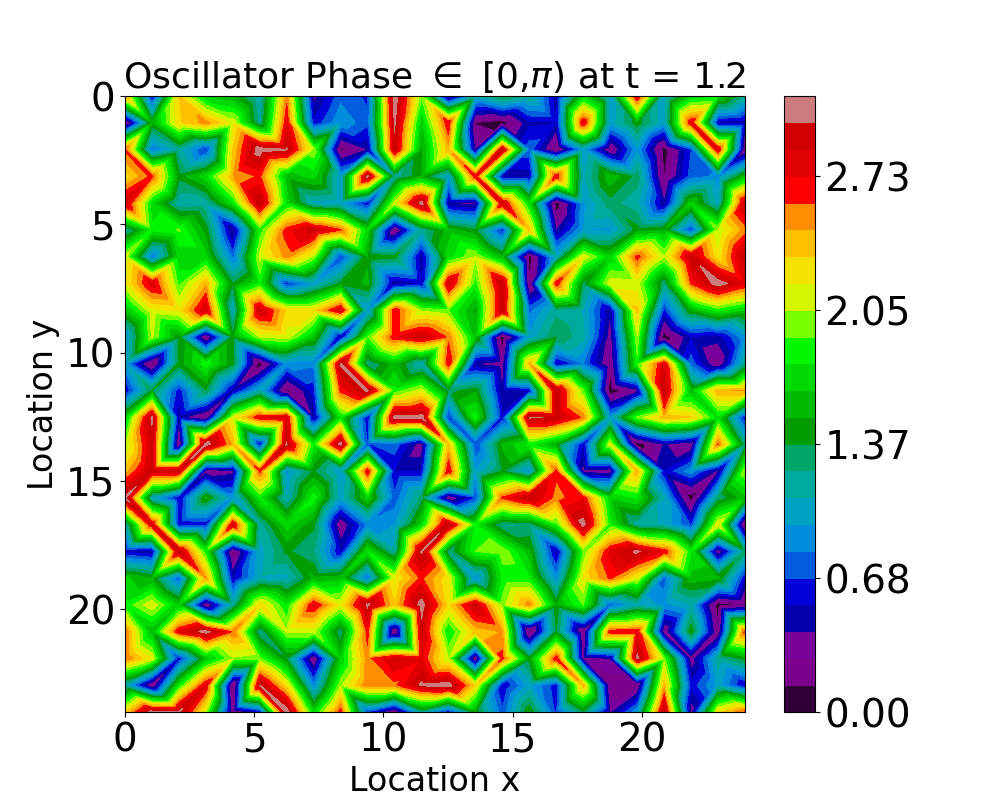 Oscillator Phase ∈ [0,π) at t = 1.2
0
5
10
15
20
Location y
0 5 10 15 20
Location x
2.73
2.05
1.37
0.68
0.00